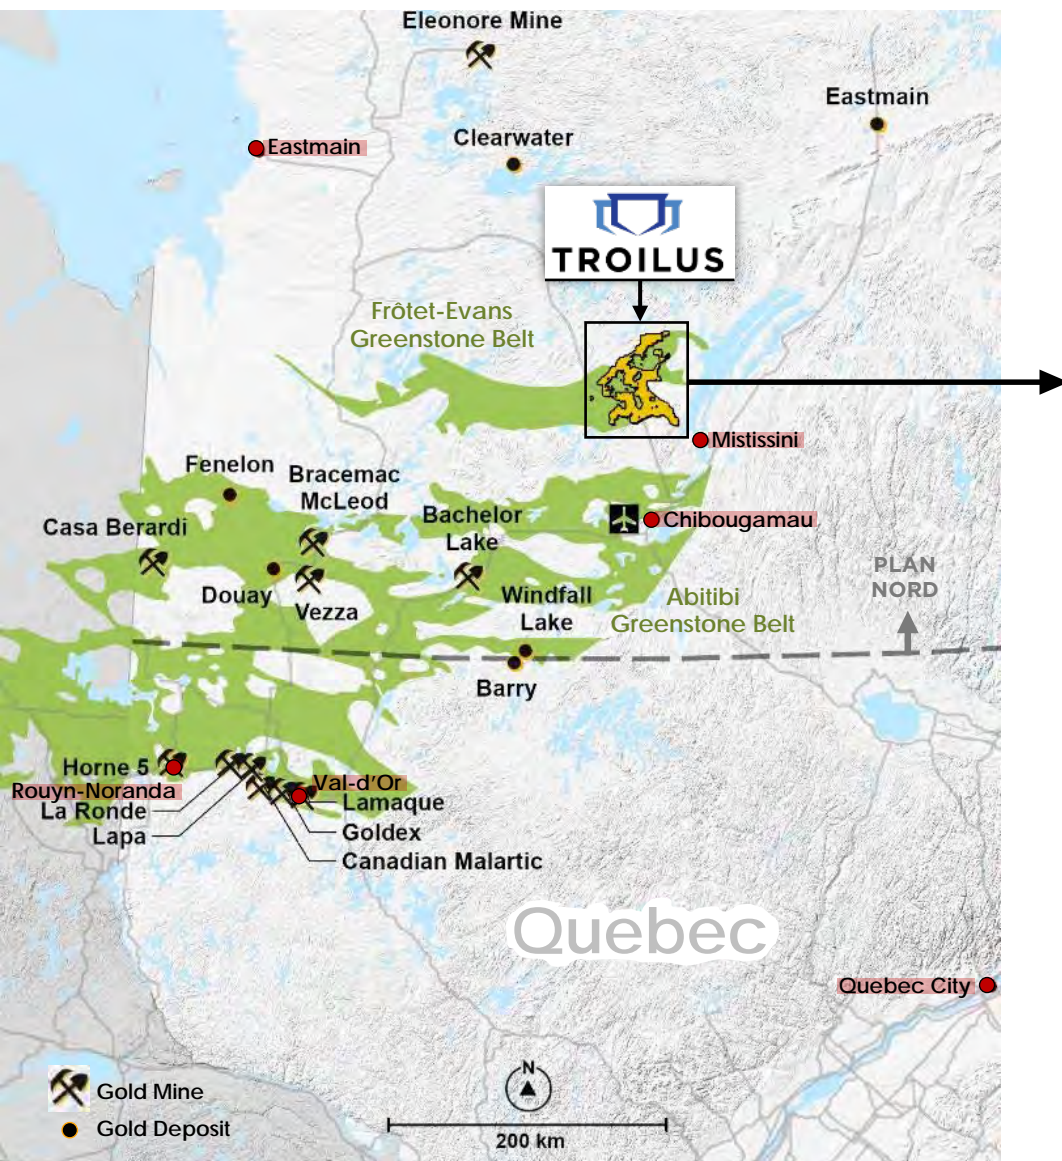 Eleonore Mine
Eastmain
Clearwater
Eastmain
TROILUS
Frôtet-Evans
Greenstone Belt
Mistissini
Fenelon
Bracemac
McLeod
Casa Berardi
Bachelor
Lake
Chibougamau
PLAN
NORD
Douay
Vezza
Windfall
Lake
Abitibi
Greenstone Belt
Barry
Horne 5
Rouyn-Noranda
Val-d'Or
La Ronde
Lamaque
Lapa
Goldex
Canadian Malartic
Quebec
Quebec City
N
Gold Mine
Gold Deposit
200 km